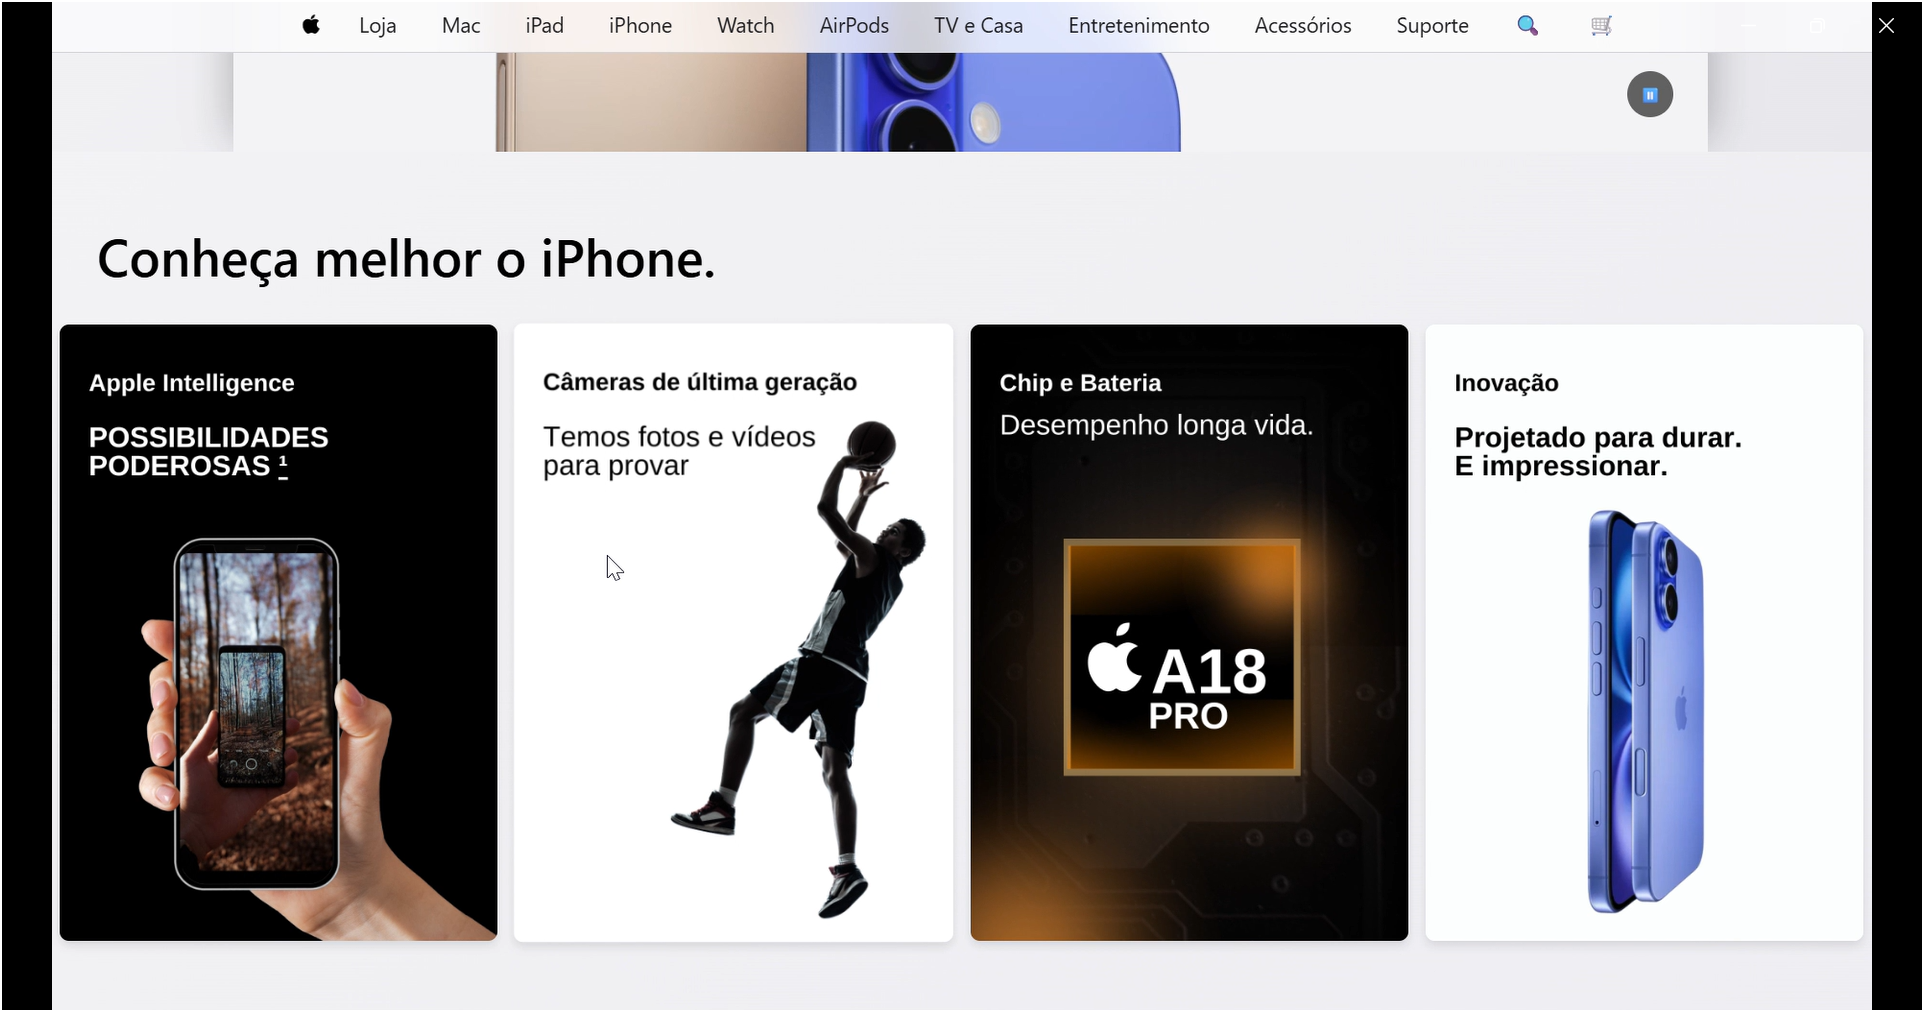 Loja Mac iPad iPhone Watch AirPods TV e Casa Entretenimento Acessórios Suporte
Conheça melhor o iPhone.
Apple Intelligence
POSSIBILIDADES
PODEROSAS ¹
Câmeras de última geração
Temos fotos e vídeos
para provar
Chip e Bateria
Desempenho longa vida.
A18
PRO
Inovação
Projetado para durar.
E impressionar.